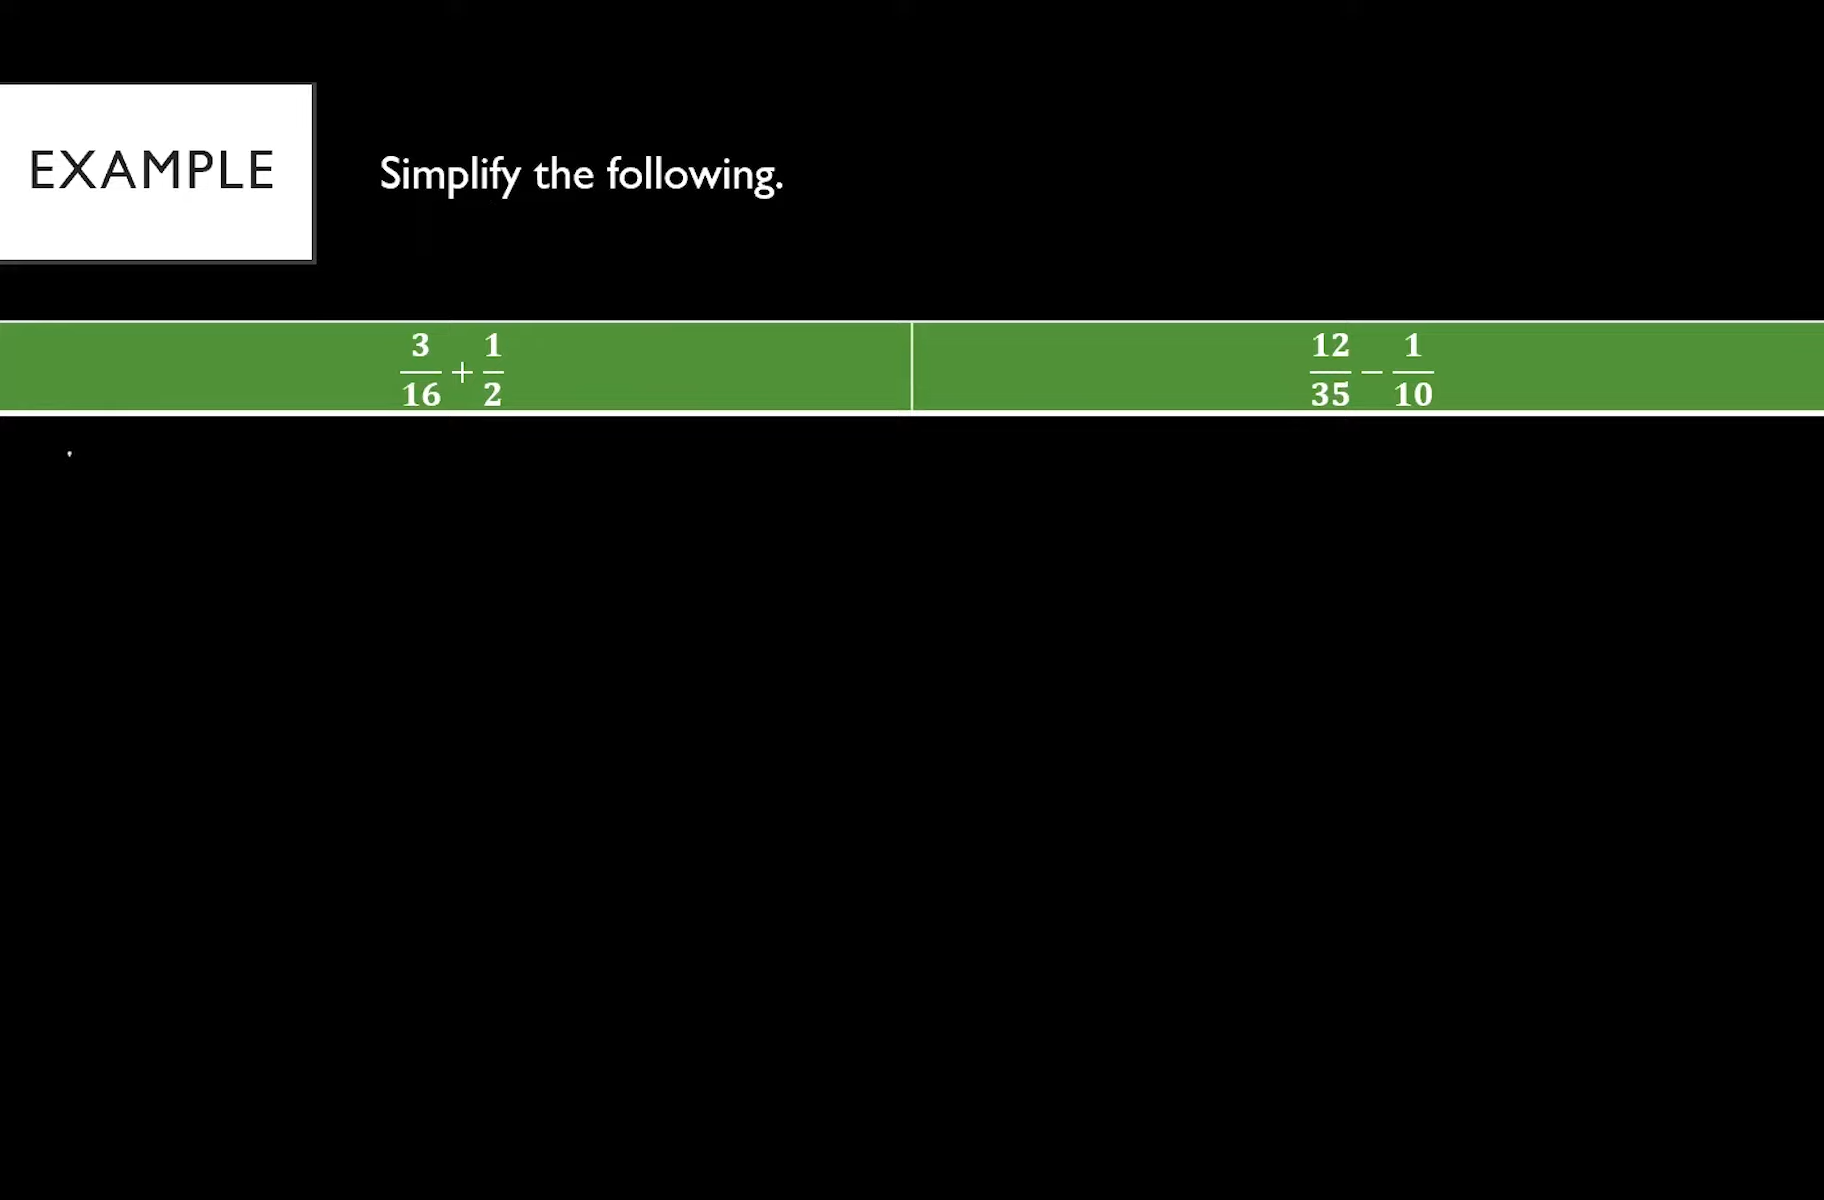 EXAMPLE
Simplify the following.
3/16 + 1/2
12/35 − 1/10